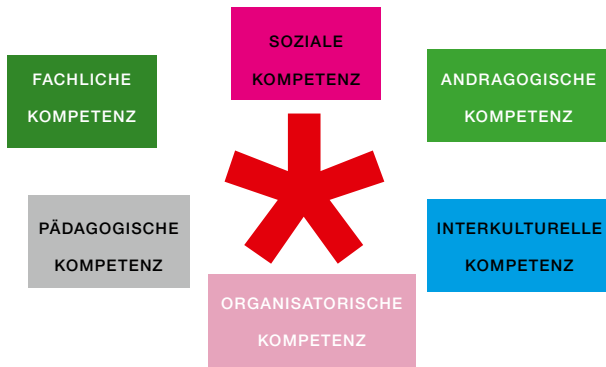 SOZIALE
KOMPETENZ
FACHLICHE
KOMPETENZ
ANDRAGOGISCHE
KOMPETENZ
PÄDAGOGISCHE
KOMPETENZ
INTERKULTURELLE
KOMPETENZ
ORGANISATORISCHE
KOMPETENZ